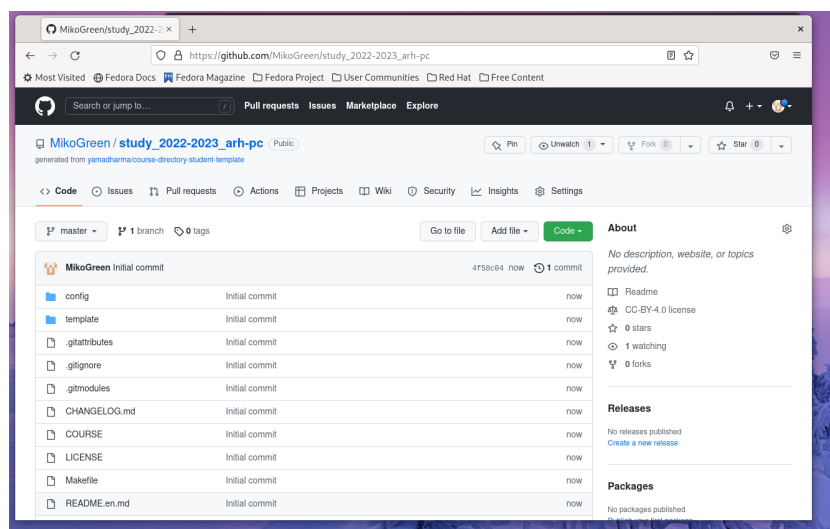 MikoGreen/study_2022-2
https://github.com/MikoGreen/study_2022-2023_arh-pc
Most Visited Fedora Docs Fedora Magazine Fedora Project User Communities Red Hat Free Content
Search or jump to... / Pull requests Issues Marketplace Explore
MikoGreen / study_2022-2023_arh-pc Public Pin Unwatch 1 Fork 0 Star 0
generated from yamadharma/course-directory-student-template
Code Issues Pull requests Actions Projects Wiki Security Insights Settings
master 1 branch 0 tags Go to file Add file Code
MikoGreen Initial commit 4f58c04 now 1 commit
config Initial commit now
template Initial commit now
.gitattributes Initial commit now
.gitignore Initial commit now
.gitmodules Initial commit now
CHANGELOG.md Initial commit now
COURSE Initial commit now
LICENSE Initial commit now
Makefile Initial commit now
README.en.md Initial commit now
About
No description, website, or topics
provided.
Readme
CC-BY-4.0 license
0 stars
1 watching
0 forks
Releases
No releases published
Create a new release
Packages
No packages published
Publish your first package